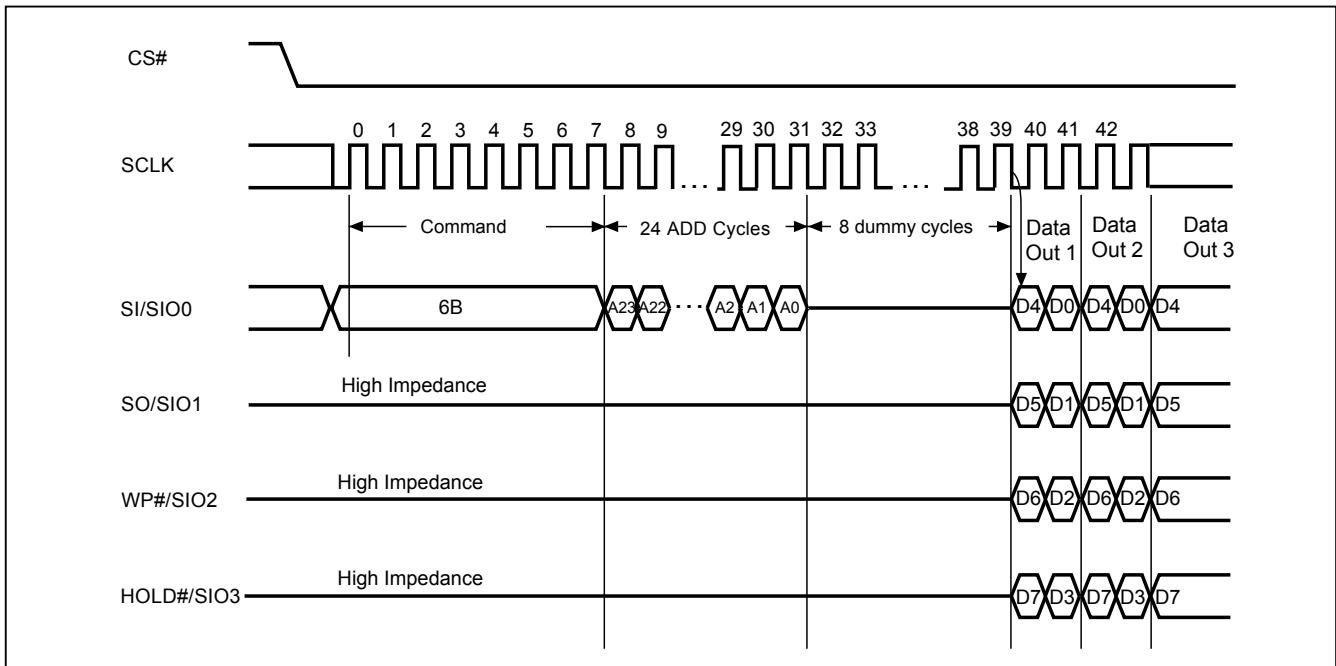 CS#
0 1 2 3 4 5 6 7 8 9 29 30 31 32 33 38 39 40 41 42
SCLK
Command 24 ADD Cycles 8 dummy cycles Data Out 1 Data Out 2 Data Out 3
SI/SIO0 6B A23 A22 A2 A1 A0 D4 D0 D4 D0 D4
High Impedance
SO/SIO1 D5 D1 D5 D1 D5
High Impedance
WP#/SIO2 D6 D2 D6 D2 D6
High Impedance
HOLD#/SIO3 D7 D3 D7 D3 D7